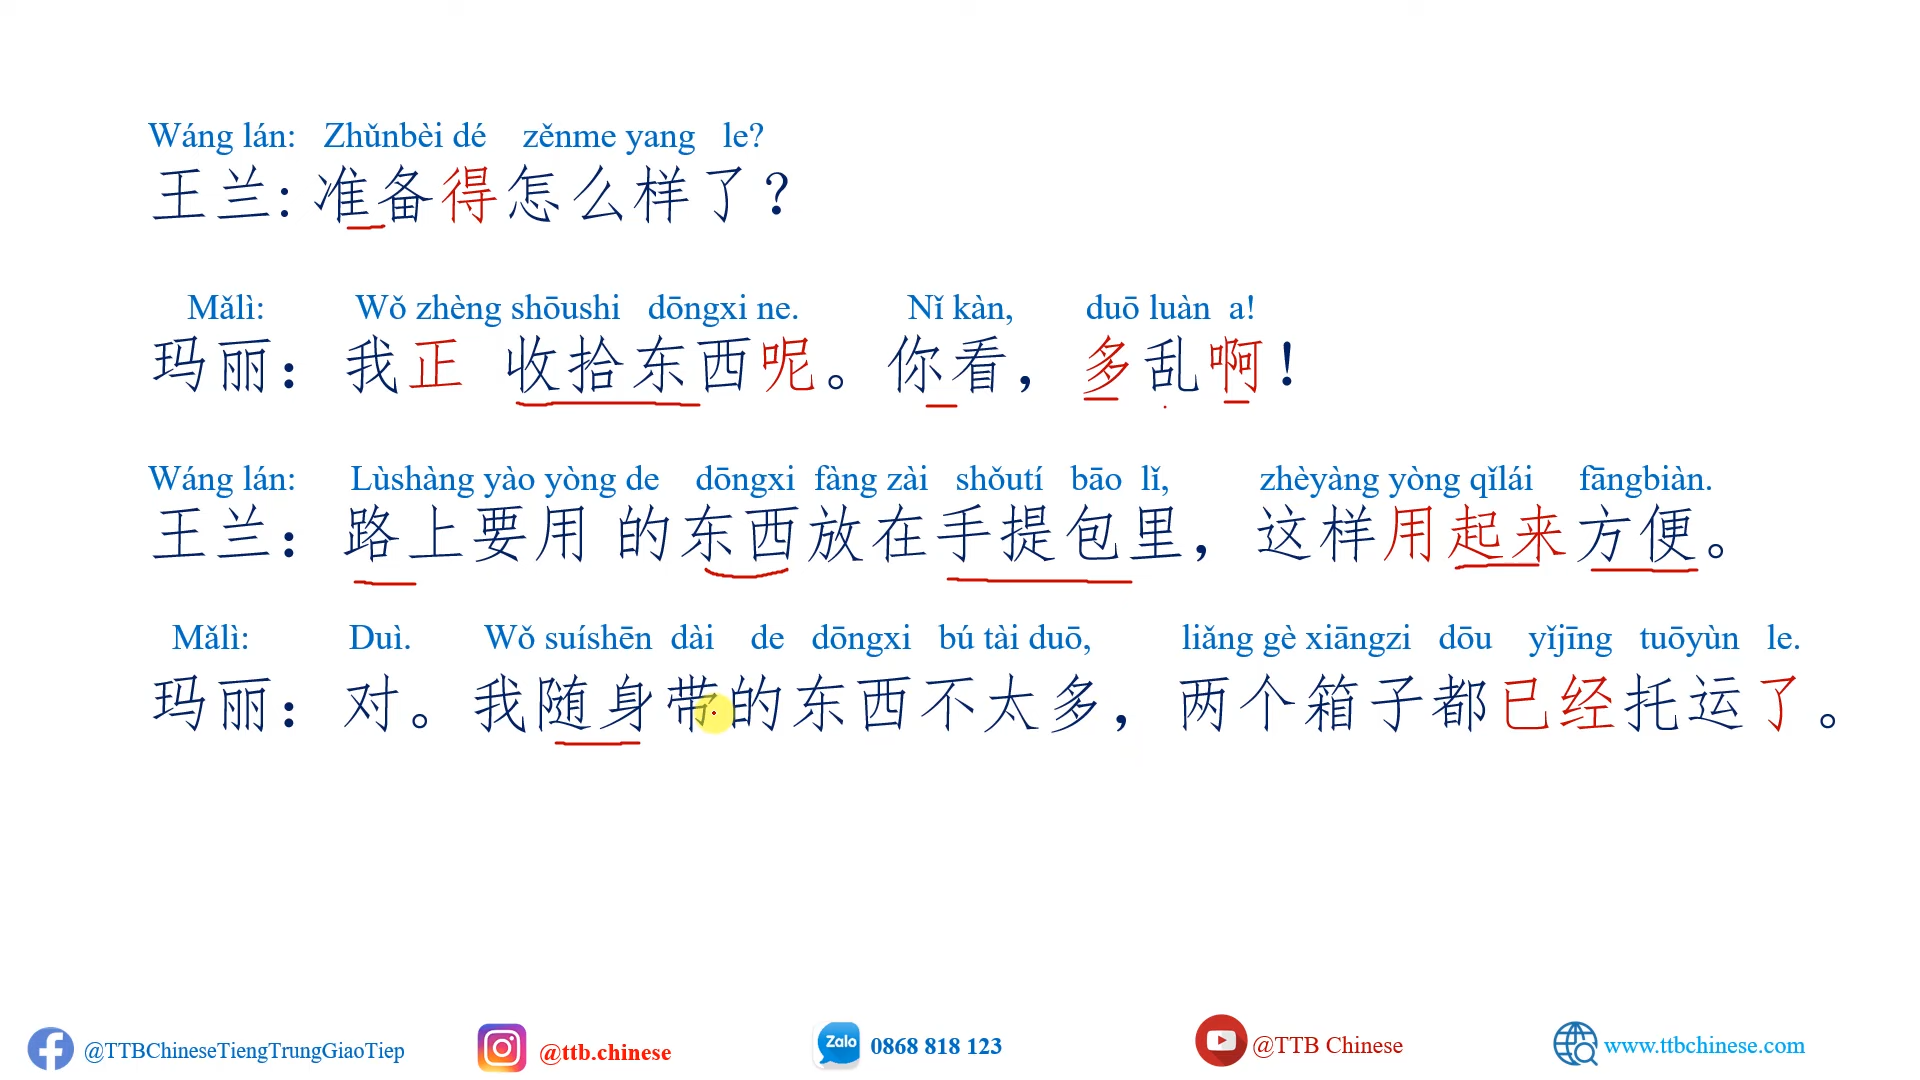 Wáng lán: Zhǔnbèi dé zěnme yang le?
王兰: 准备得怎么样了?
Mǎlì: Wǒ zhèng shōushi dōngxi ne. Nǐ kàn, duō luàn a!
玛丽：我正 收拾东西呢。你看，多乱啊！
Wáng lán: Lùshàng yào yòng de dōngxi fàng zài shǒutí bāo lǐ, zhèyàng yòng qǐlái fāngbiàn.
王兰：路上要用 的东西放在手提包里，这样用起来方便。
Mǎlì: Duì. Wǒ suíshēn dài de dōngxi bú tài duō, liǎng gè xiāngzi dōu yǐjīng tuōyùn le.
玛丽：对。我随身带的东西不太多，两个箱子都已经托运了。
@TTBChineseTiengTrungGiaoTiep @ttb.chinese Zalo 0868 818 123 @TTB Chinese www.ttbchinese.com